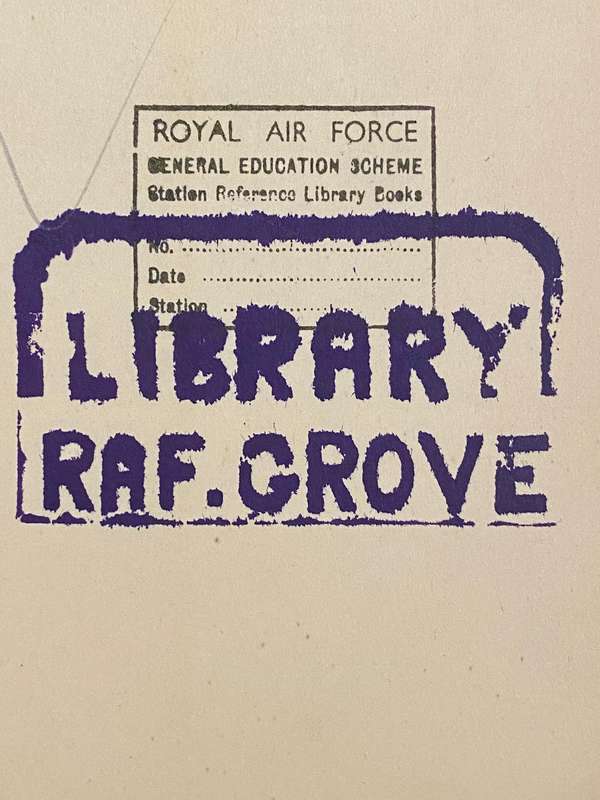 ROYAL AIR FORCE
GENERAL EDUCATION SCHEME
Station Reference Library Books
No. ..............................
Date ..............................
Station ..............
LIBRARY
RAF. GROVE